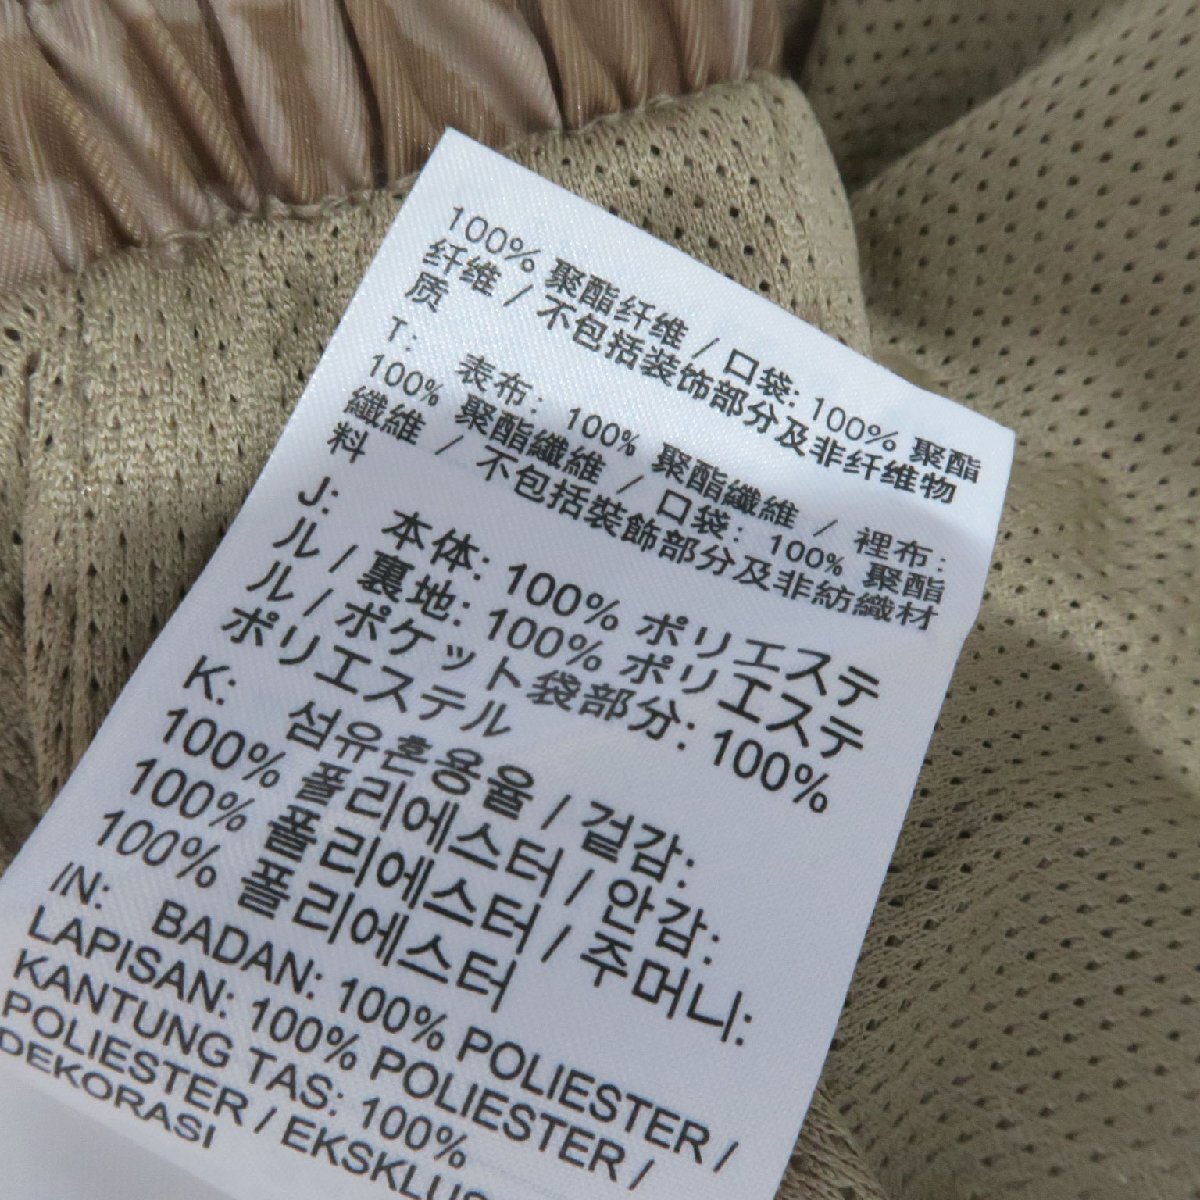 100% 聚酯纤维 / 口袋: 100% 聚酯
纤维 / 不包括装饰部分及非纤维物
质
T: 表布: 100% 聚酯纖維 / 裡布:
100% 聚酯纖維 / 口袋: 100% 聚酯
纖維 / 不包括裝飾部分及非紡織材
料
J: 本体: 100% ポリエステ
ル / 裏地: 100% ポリエステ
ル / ポケット袋部分: 100%
ポリエステル
K: 섬유혼용율 / 겉감:
100% 폴리에스터 / 안감:
100% 폴리에스터 / 주머니:
100% 폴리에스터
IN: BADAN: 100% POLIESTER /
LAPISAN: 100% POLIESTER /
KANTUNG TAS: 100%
POLIESTER / EKSKLUS
DEKORASI